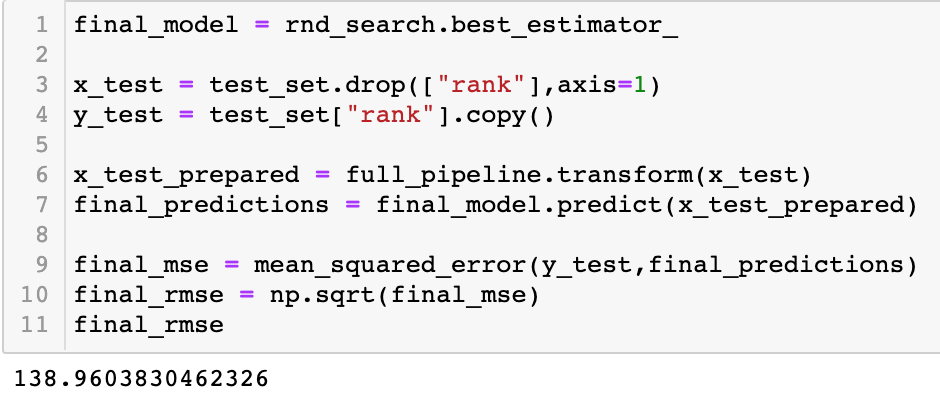 1 final_model = rnd_search.best_estimator_
2
3 x_test = test_set.drop(["rank"],axis=1)
4 y_test = test_set["rank"].copy()
5
6 x_test_prepared = full_pipeline.transform(x_test)
7 final_predictions = final_model.predict(x_test_prepared)
8
9 final_mse = mean_squared_error(y_test,final_predictions)
10 final_rmse = np.sqrt(final_mse)
11 final_rmse
138.9603830462326